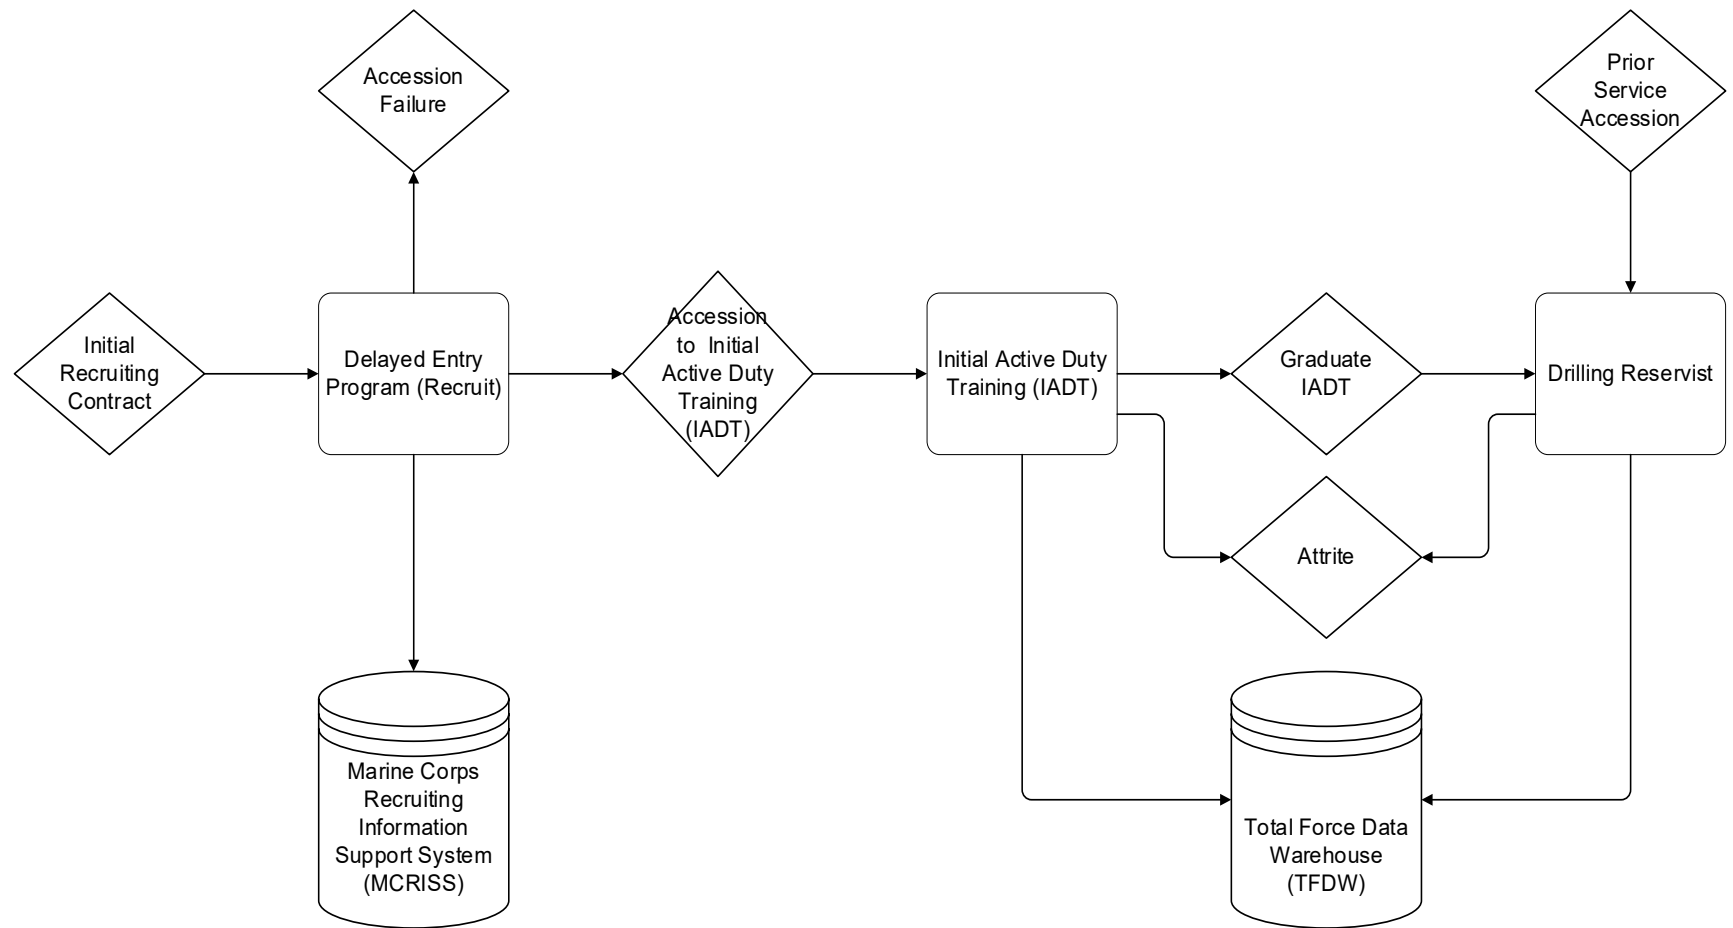 Accession
Failure
Prior
Service
Accession
Initial
Recruiting
Contract
Delayed Entry
Program (Recruit)
Accession
to  Initial
Active Duty
Training
(IADT)
Initial Active Duty
Training (IADT)
Graduate
IADT
Drilling Reservist
Attrite
Marine Corps
Recruiting
Information
Support System
(MCRISS)
Total Force Data
Warehouse
(TFDW)